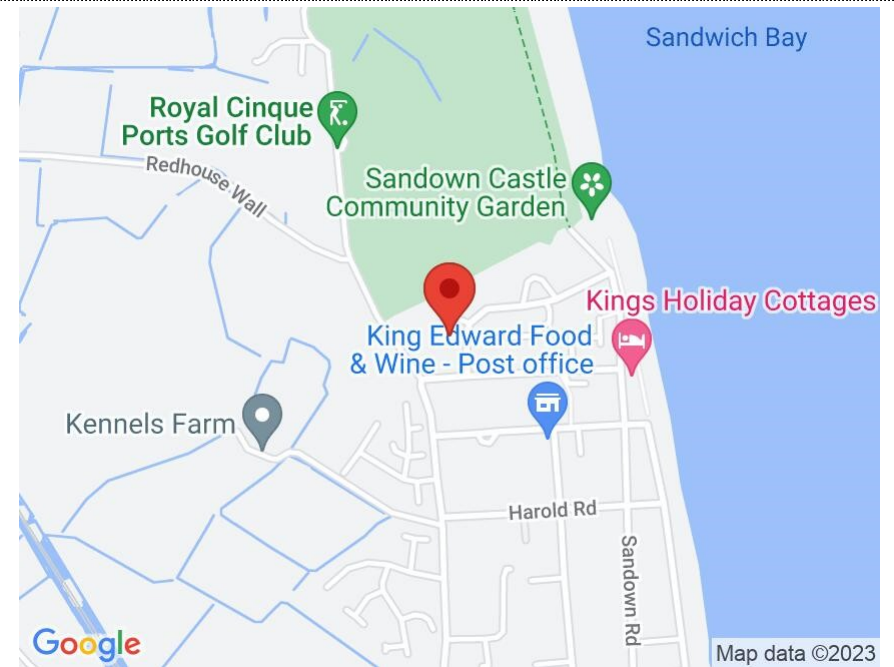 Sandwich Bay
Royal Cinque
Ports Golf Club
Redhouse Wall
Sandown Castle
Community Garden
Kings Holiday Cottages
King Edward Food
& Wine - Post office
Kennels Farm
Harold Rd
Sandown Rd
Google
Map data ©2023